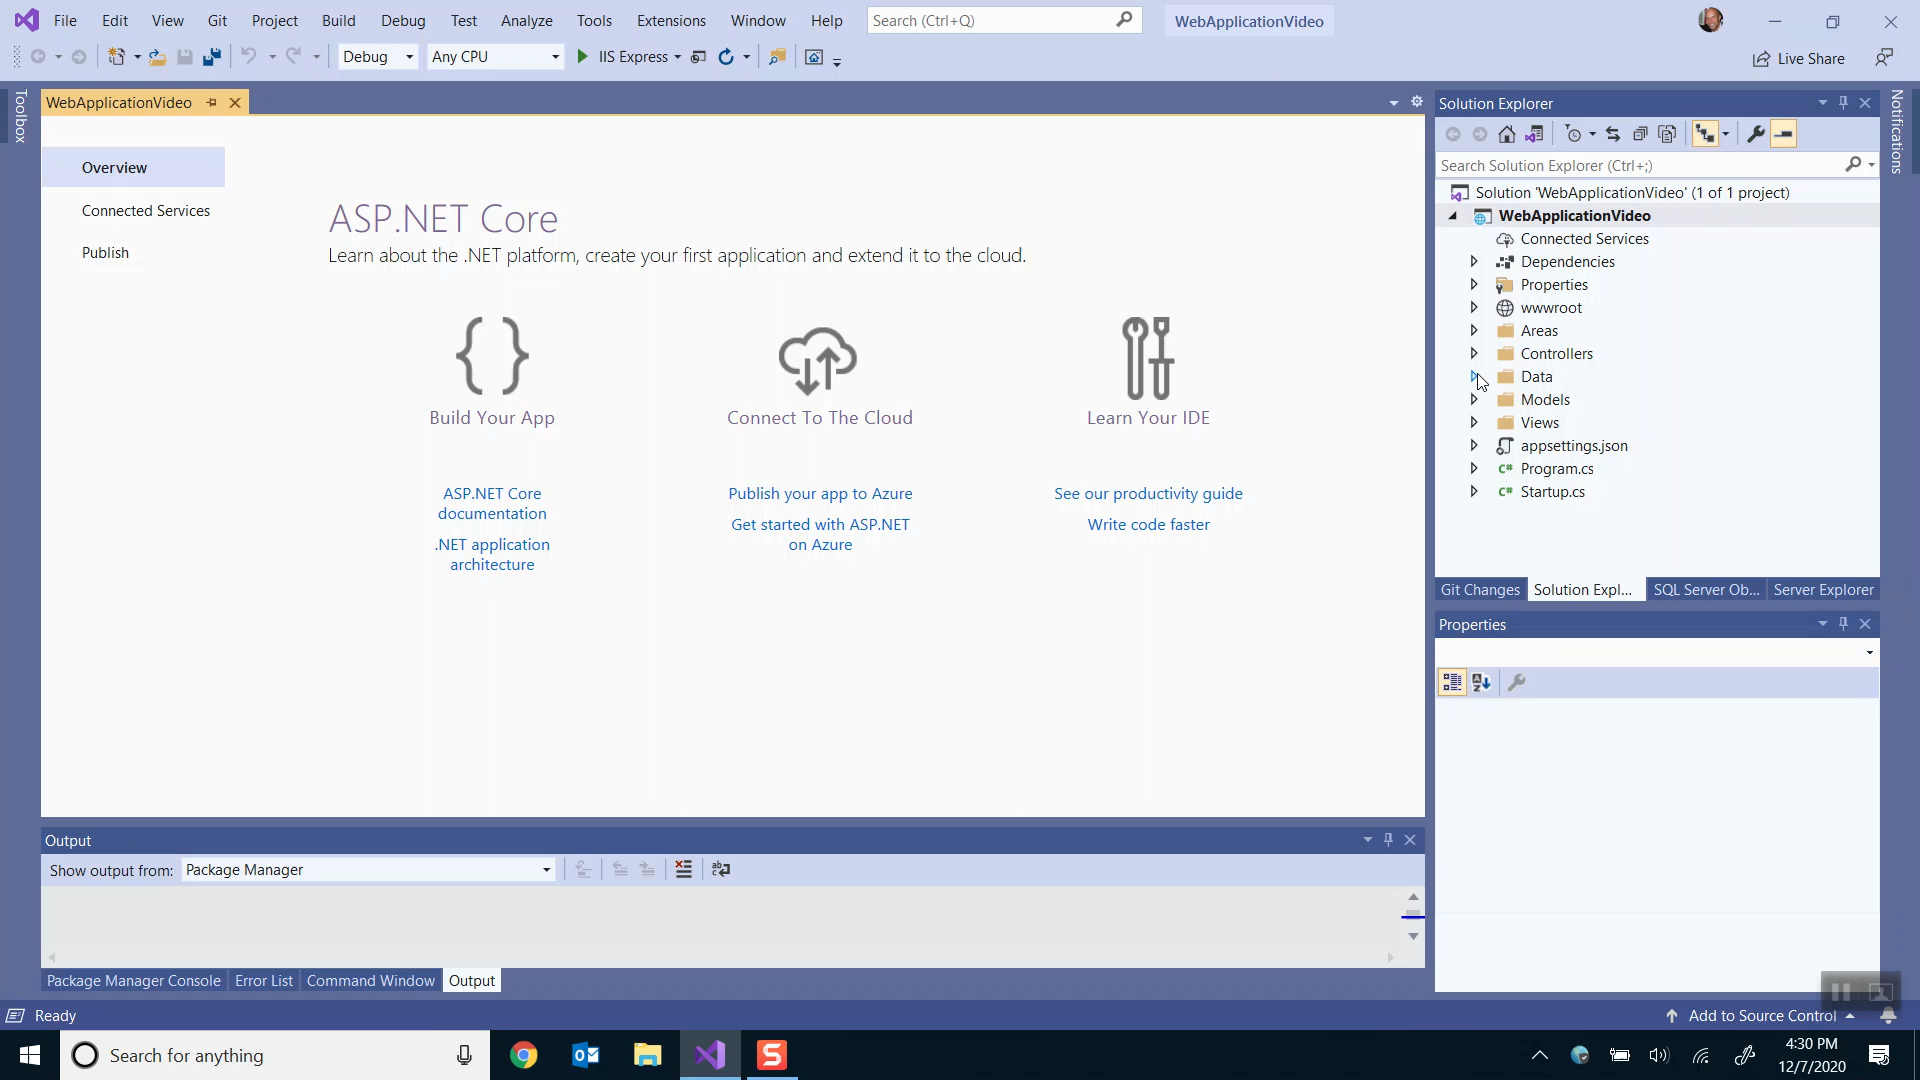 File Edit View Git Project Build Debug Test Analyze Tools Extensions Window Help Search (Ctrl+Q) WebApplicationVideo
Debug Any CPU IIS Express Live Share
Toolbox
WebApplicationVideo
Overview
Connected Services
Publish
ASP.NET Core
Learn about the .NET platform, create your first application and extend it to the cloud.
Build Your App
ASP.NET Core
documentation
.NET application
architecture
Connect To The Cloud
Publish your app to Azure
Get started with ASP.NET
on Azure
Learn Your IDE
See our productivity guide
Write code faster
Solution Explorer
Search Solution Explorer (Ctrl+;)
Solution 'WebApplicationVideo' (1 of 1 project)
WebApplicationVideo
Connected Services
Dependencies
Properties
wwwroot
Areas
Controllers
Data
Models
Views
appsettings.json
C# Program.cs
C# Startup.cs
Git Changes Solution Expl... SQL Server Ob... Server Explorer
Notifications
Properties
Output
Show output from: Package Manager
Package Manager Console Error List Command Window Output
Ready Add to Source Control
Search for anything
4:30 PM
12/7/2020